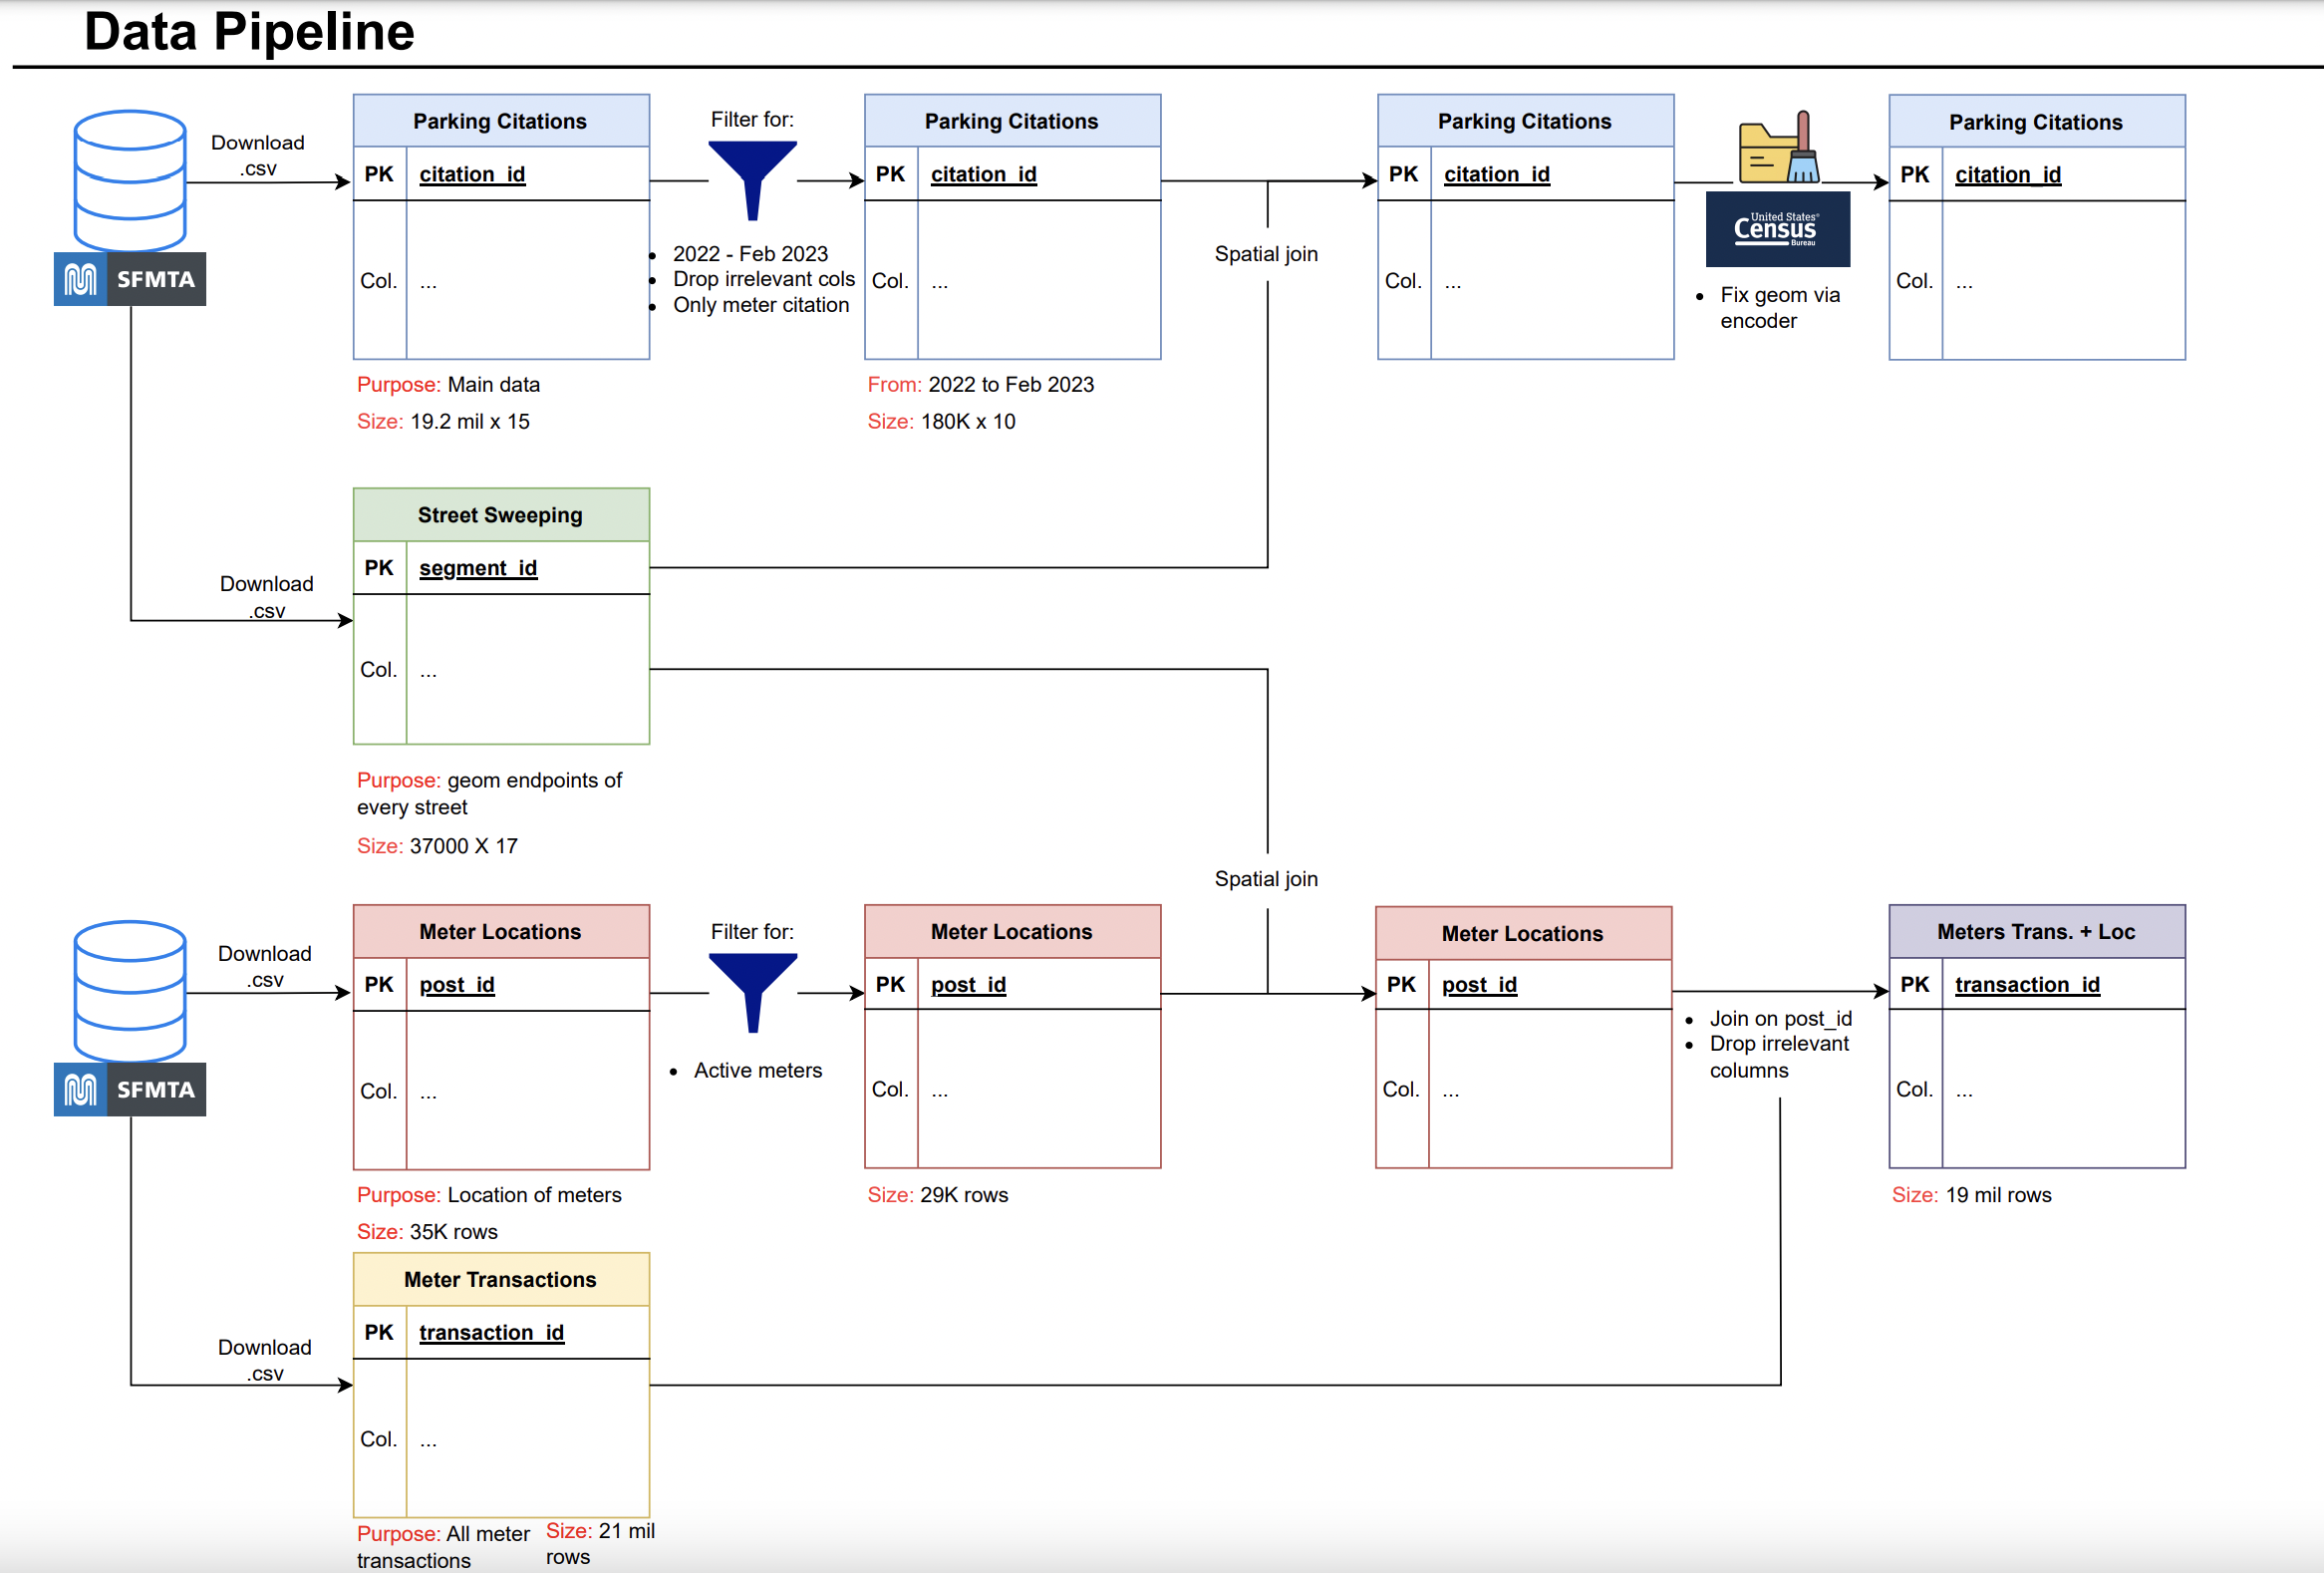 Data Pipeline
Download
.csv
SFMTA
Parking Citations
PK
citation_id
Col.
...
Purpose: Main data
Size: 19.2 mil x 15
Filter for:
2022 - Feb 2023
Drop irrelevant cols
Only meter citation
Parking Citations
PK
citation_id
Col.
...
From: 2022 to Feb 2023
Size: 180K x 10
Spatial join
Parking Citations
PK
citation_id
Col.
...
United States®
Census
Bureau
Fix geom via
encoder
Parking Citations
PK
citation_id
Col.
...
Download
.csv
Street Sweeping
PK
segment_id
Col.
...
Purpose: geom endpoints of
every street
Size: 37000 X 17
Spatial join
Download
.csv
SFMTA
Meter Locations
PK
post_id
Col.
...
Purpose: Location of meters
Size: 35K rows
Filter for:
Active meters
Meter Locations
PK
post_id
Col.
...
Size: 29K rows
Meter Locations
PK
post_id
Col.
...
Join on post_id
Drop irrelevant
columns
Meters Trans. + Loc
PK
transaction_id
Col.
...
Size: 19 mil rows
Download
.csv
Meter Transactions
PK
transaction_id
Col.
...
Purpose: All meter
transactions
Size: 21 mil
rows